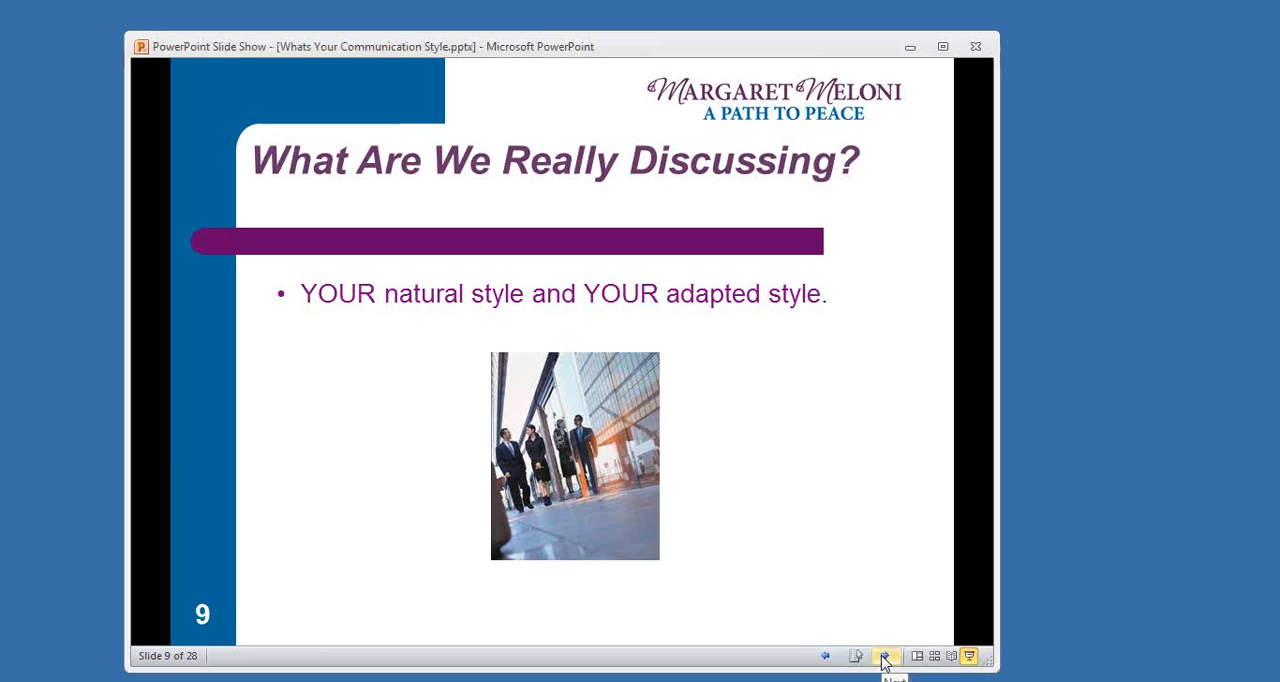 PowerPoint Slide Show - [Whats Your Communication Style.pptx] - Microsoft PowerPoint
MARGARET MELONI
A PATH TO PEACE
What Are We Really Discussing?
• YOUR natural style and YOUR adapted style.
9
Slide 9 of 28
Next